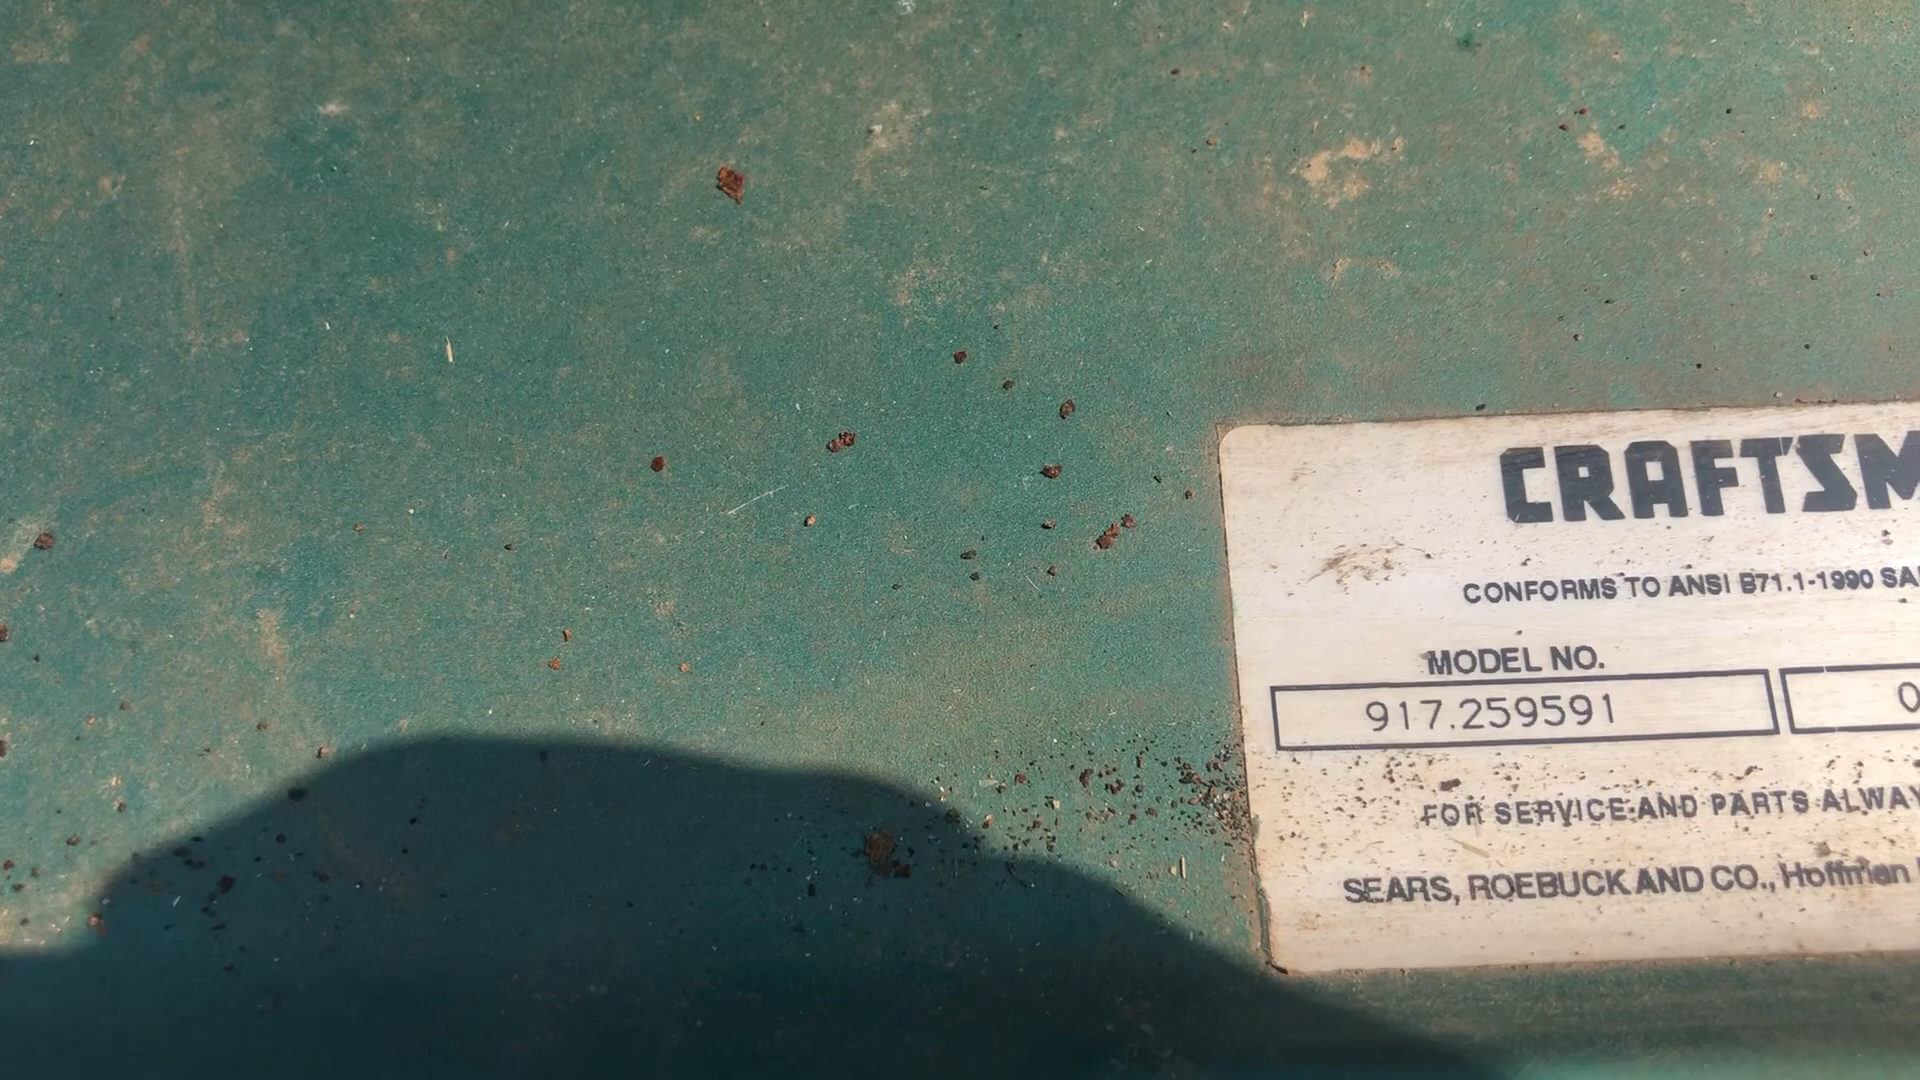 CRAFTSM
CONFORMS TO ANSI B71.1-1990 SA
MODEL NO.
917.259591 0
FOR SERVICE AND PARTS ALWAY
SEARS, ROEBUCK AND CO., Hoffman